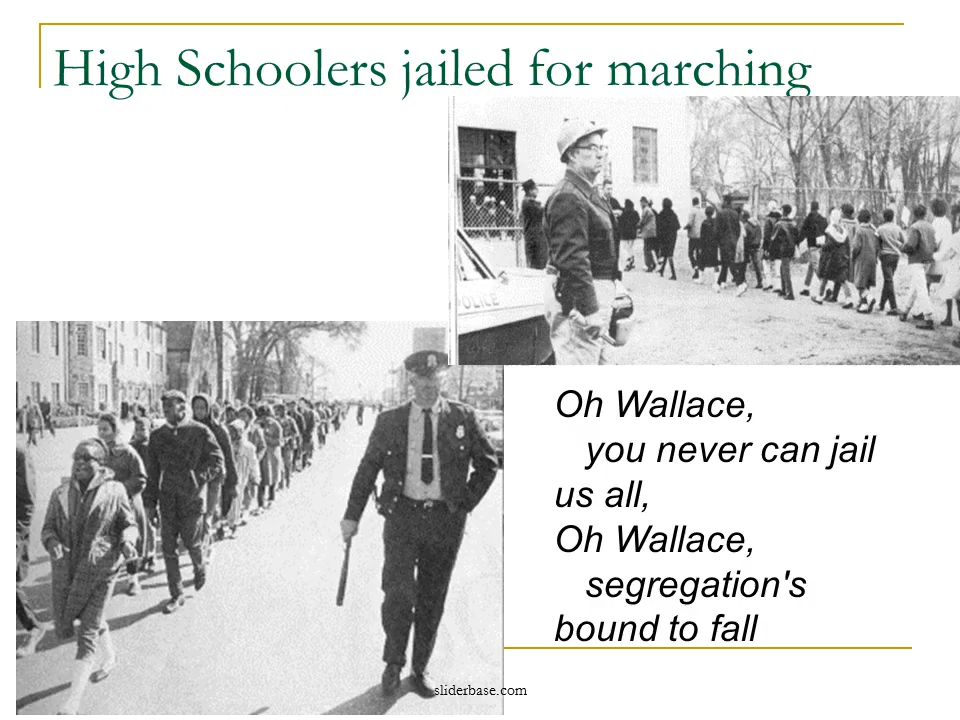 High Schoolers jailed for marching
POLICE
Oh Wallace,
you never can jail
us all,
Oh Wallace,
segregation's
bound to fall
sliderbase.com